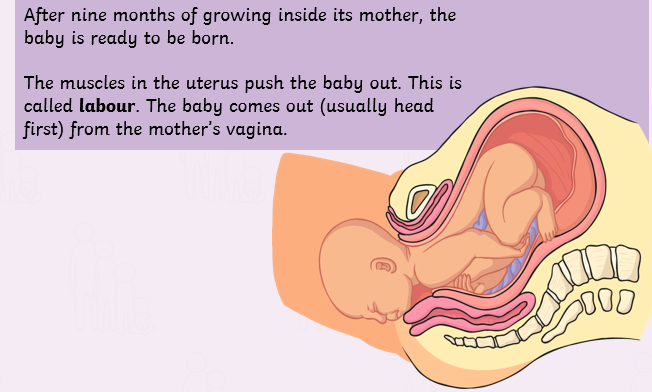 After nine months of growing inside its mother, the
baby is ready to be born.
The muscles in the uterus push the baby out. This is
called labour. The baby comes out (usually head
first) from the mother's vagina.